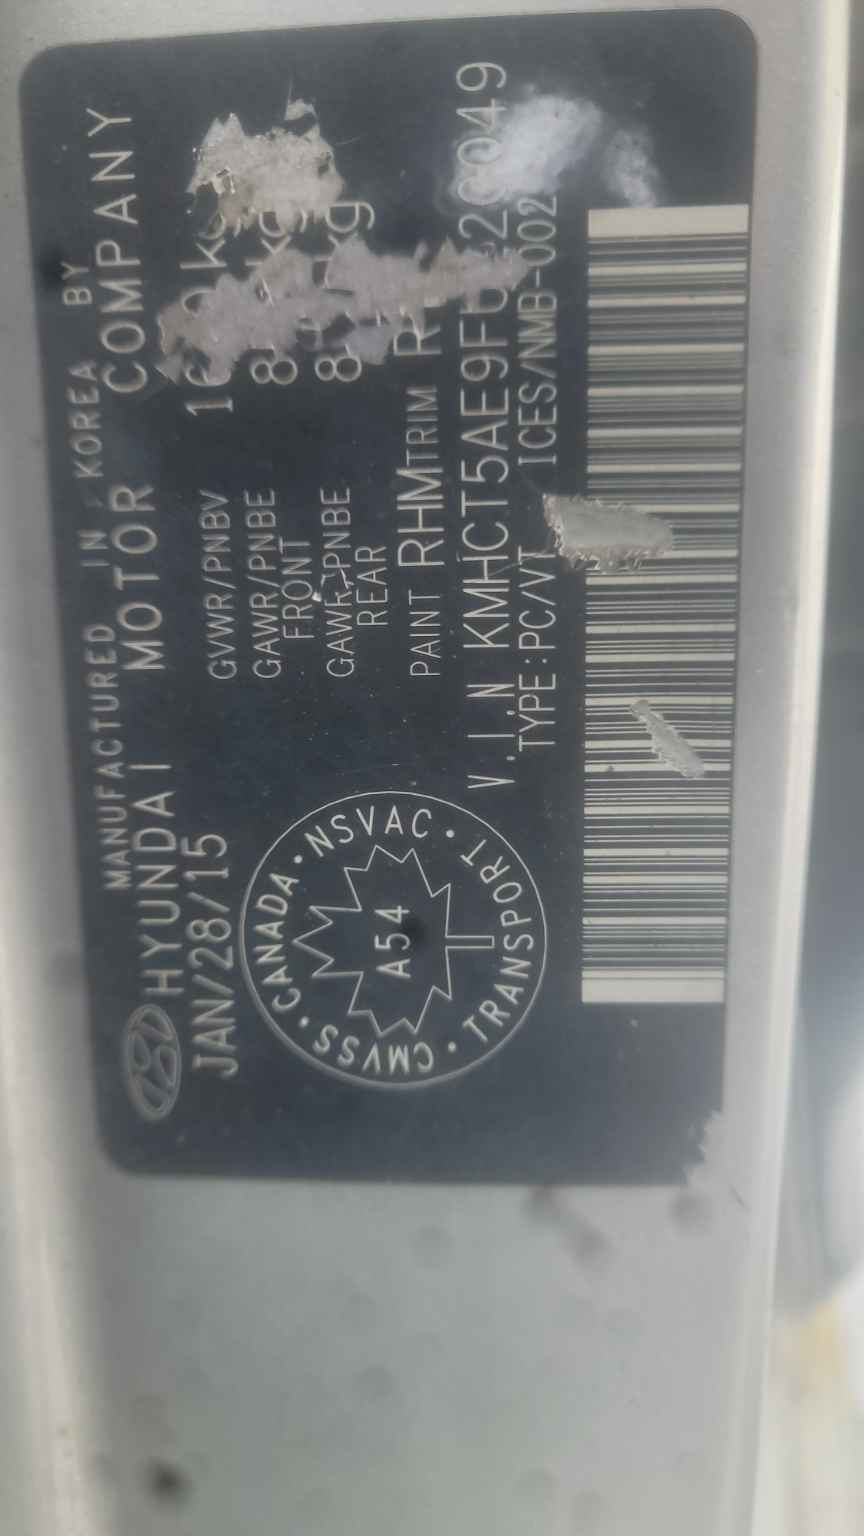 MANUFACTURED IN KOREA BY
HYUNDAI MOTOR COMPANY
JAN/28/15
GVWR/PNBV
GAWR/PNBE
FRONT
GAWR/PNBE
REAR
PAINT RHM TRIM
V.I.N
TYPE:PC/VT ICES/NMB-002
CANADA · NSVAC · TRANSPORT · CMVSS ·
A54